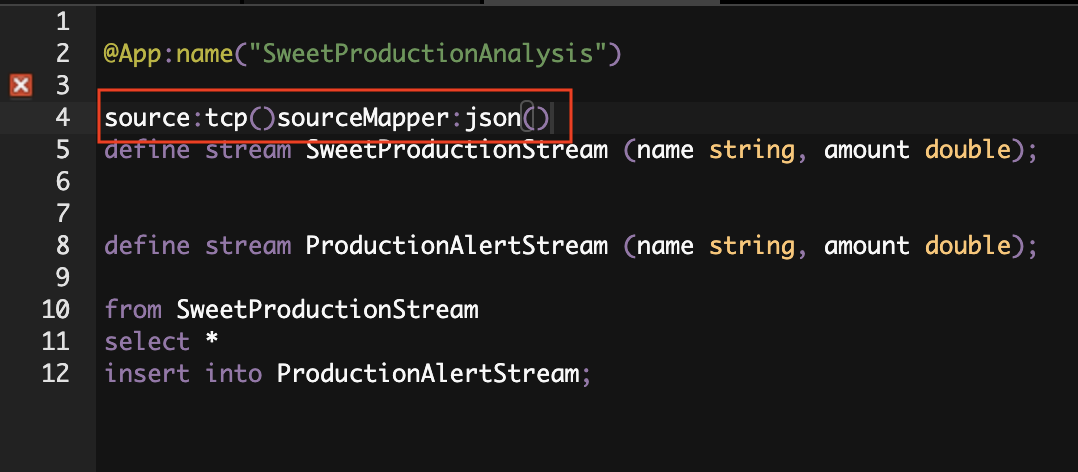 1
2 @App:name("SweetProductionAnalysis")
3
4 source:tcp()sourceMapper:json()
5 define stream SweetProductionStream (name string, amount double);
6
7
8 define stream ProductionAlertStream (name string, amount double);
9
10 from SweetProductionStream
11 select *
12 insert into ProductionAlertStream;